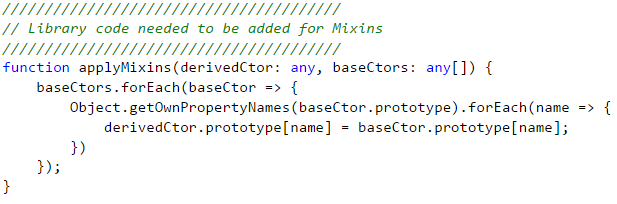 ////////////////////////////////////////
// Library code needed to be added for Mixins
////////////////////////////////////////
function applyMixins(derivedCtor: any, baseCtors: any[]) {
    baseCtors.forEach(baseCtor => {
        Object.getOwnPropertyNames(baseCtor.prototype).forEach(name => {
            derivedCtor.prototype[name] = baseCtor.prototype[name];
        })
    });
}